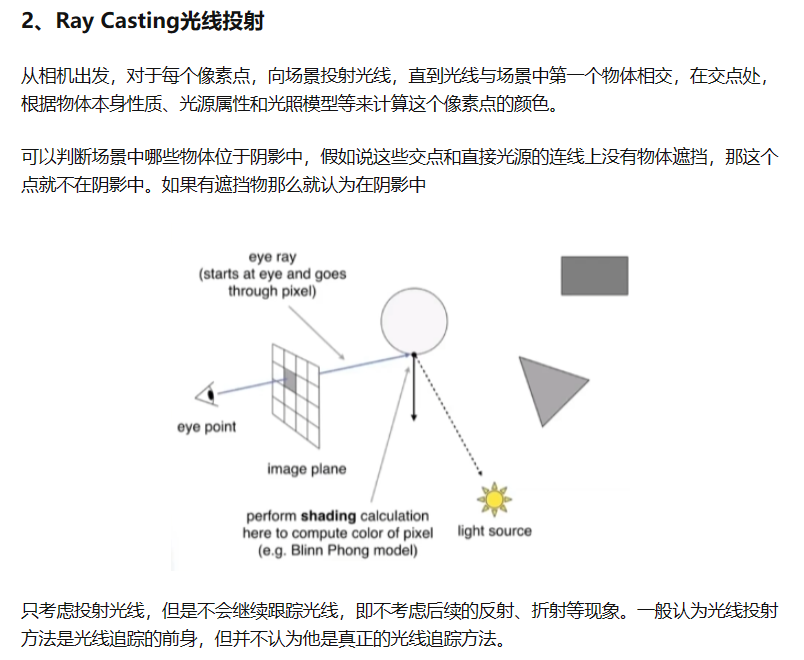 2、Ray Casting光线投射
从相机出发，对于每个像素点，向场景投射光线，直到光线与场景中第一个物体相交，在交点处，
根据物体本身性质、光源属性和光照模型等来计算这个像素点的颜色。
可以判断场景中哪些物体位于阴影中，假如说这些交点和直接光源的连线上没有物体遮挡，那这个
点就不在阴影中。如果有遮挡物那么就认为在阴影中
eye ray
(starts at eye and goes
through pixel)
eye point
image plane
perform shading calculation
here to compute color of pixel
(e.g. Blinn Phong model)
light source
只考虑投射光线，但是不会继续跟踪光线，即不考虑后续的反射、折射等现象。一般认为光线投射
方法是光线追踪的前身，但并不认为他是真正的光线追踪方法。